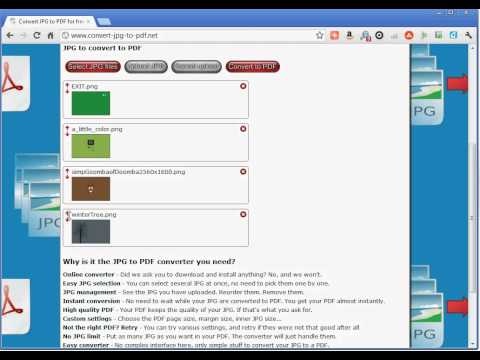 Convert JPG to PDF for fre
www.convert-jpg-to-pdf.net
JPG to convert to PDF
Select JPG files
Upload JPG
Cancel upload
Convert to PDF
EXIT.png
a_little_color.png
simpGoombaofDoomba2560x1600.png
winterTree.png
Why is it the JPG to PDF converter you need?
Online converter - Did we ask you to download and install anything? No, and we won't.
Easy JPG selection - You can select several JPG at once, no need to pick them one by one.
JPG management - See the JPG you have uploaded. Reorder them. Remove them.
Instant conversion - No need to wait while your JPG are converted to PDF. You get your PDF almost instantly.
High quality PDF - Your PDF keeps the quality of your JPG. If that's what you ask for.
Custom settings - Choose the PDF page size, margin size, even JPG size...
Not the right PDF? Retry - You can try various settings, and retry if they were not that good after all
No JPG limit - Put as many JPG as you want in your PDF. The converter will just handle them.
Easy converter - No complex interface here, only simple stuff to convert your JPG to a PDF.
JPG
JPG
JPG
JPG